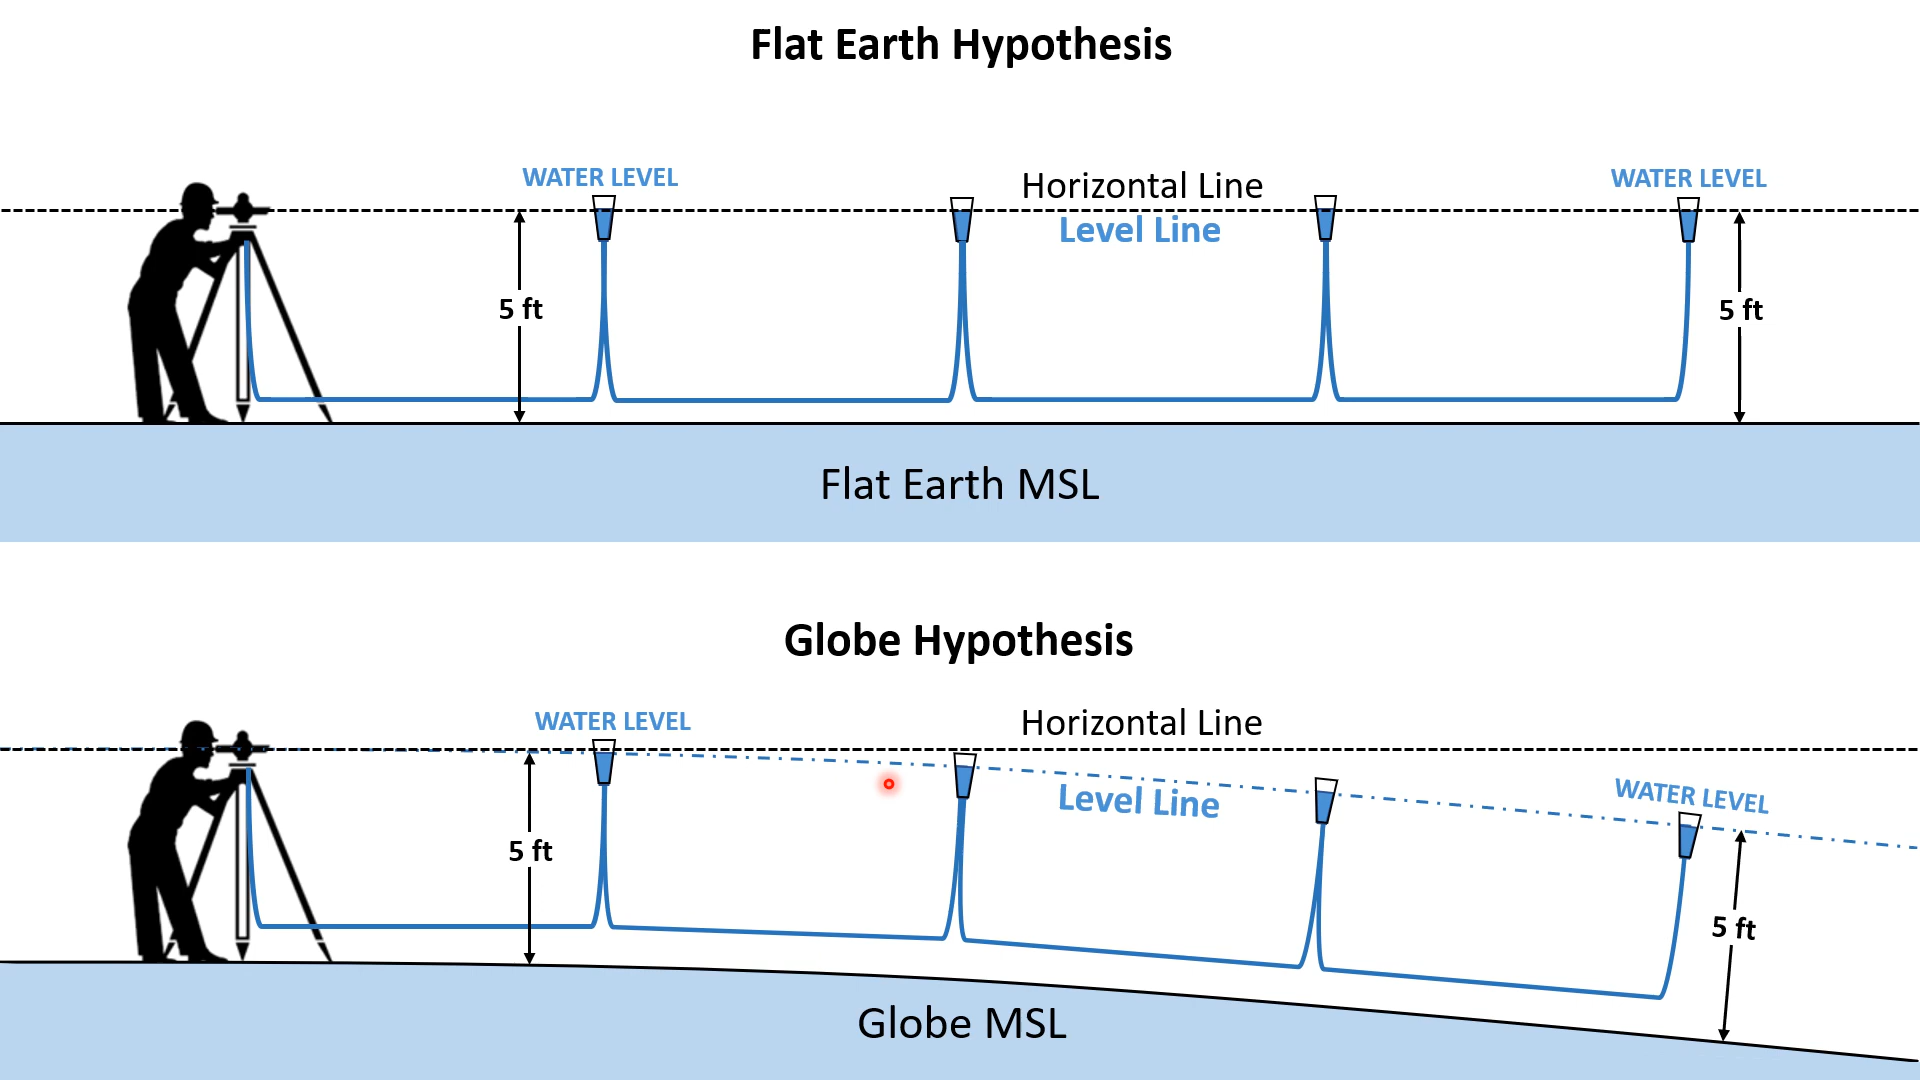 Flat Earth Hypothesis
WATER LEVEL
Horizontal Line
WATER LEVEL
Level Line
5 ft
5 ft
Flat Earth MSL
Globe Hypothesis
WATER LEVEL
Horizontal Line
WATER LEVEL
Level Line
5 ft
5 ft
Globe MSL